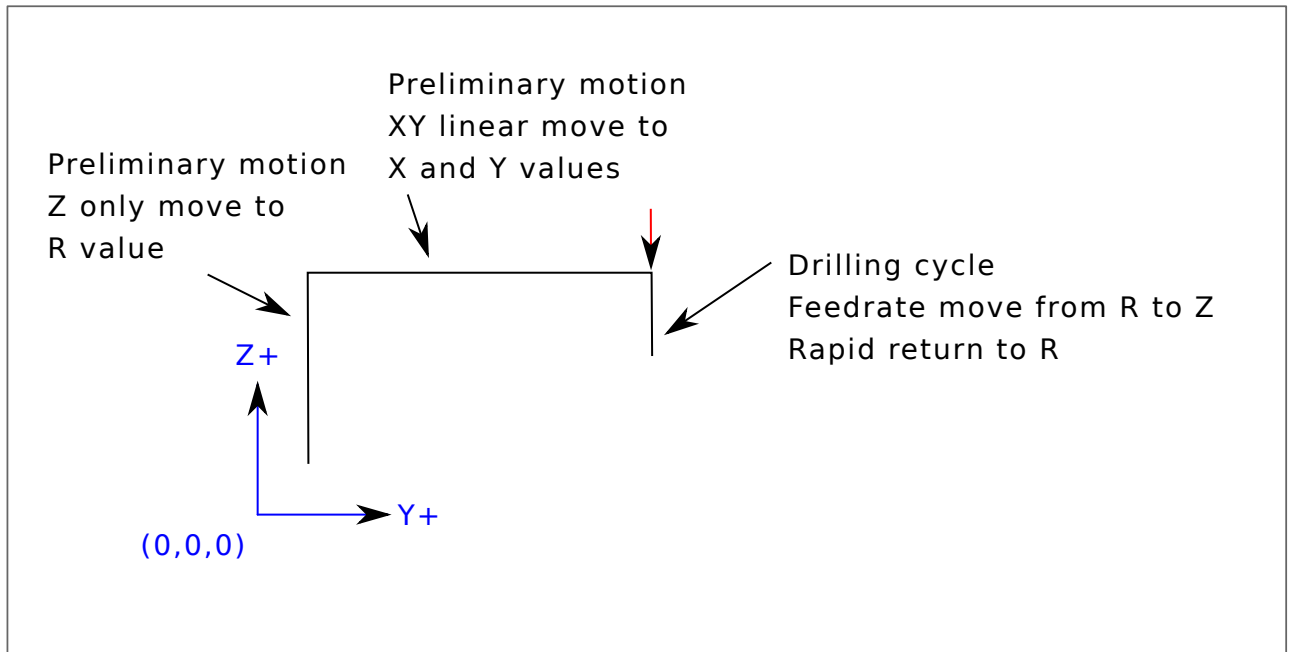 Preliminary motion
XY linear move to
X and Y values
Preliminary motion
Z only move to
R value
Drilling cycle
Feedrate move from R to Z
Rapid return to R
Z+
Y+
(0,0,0)